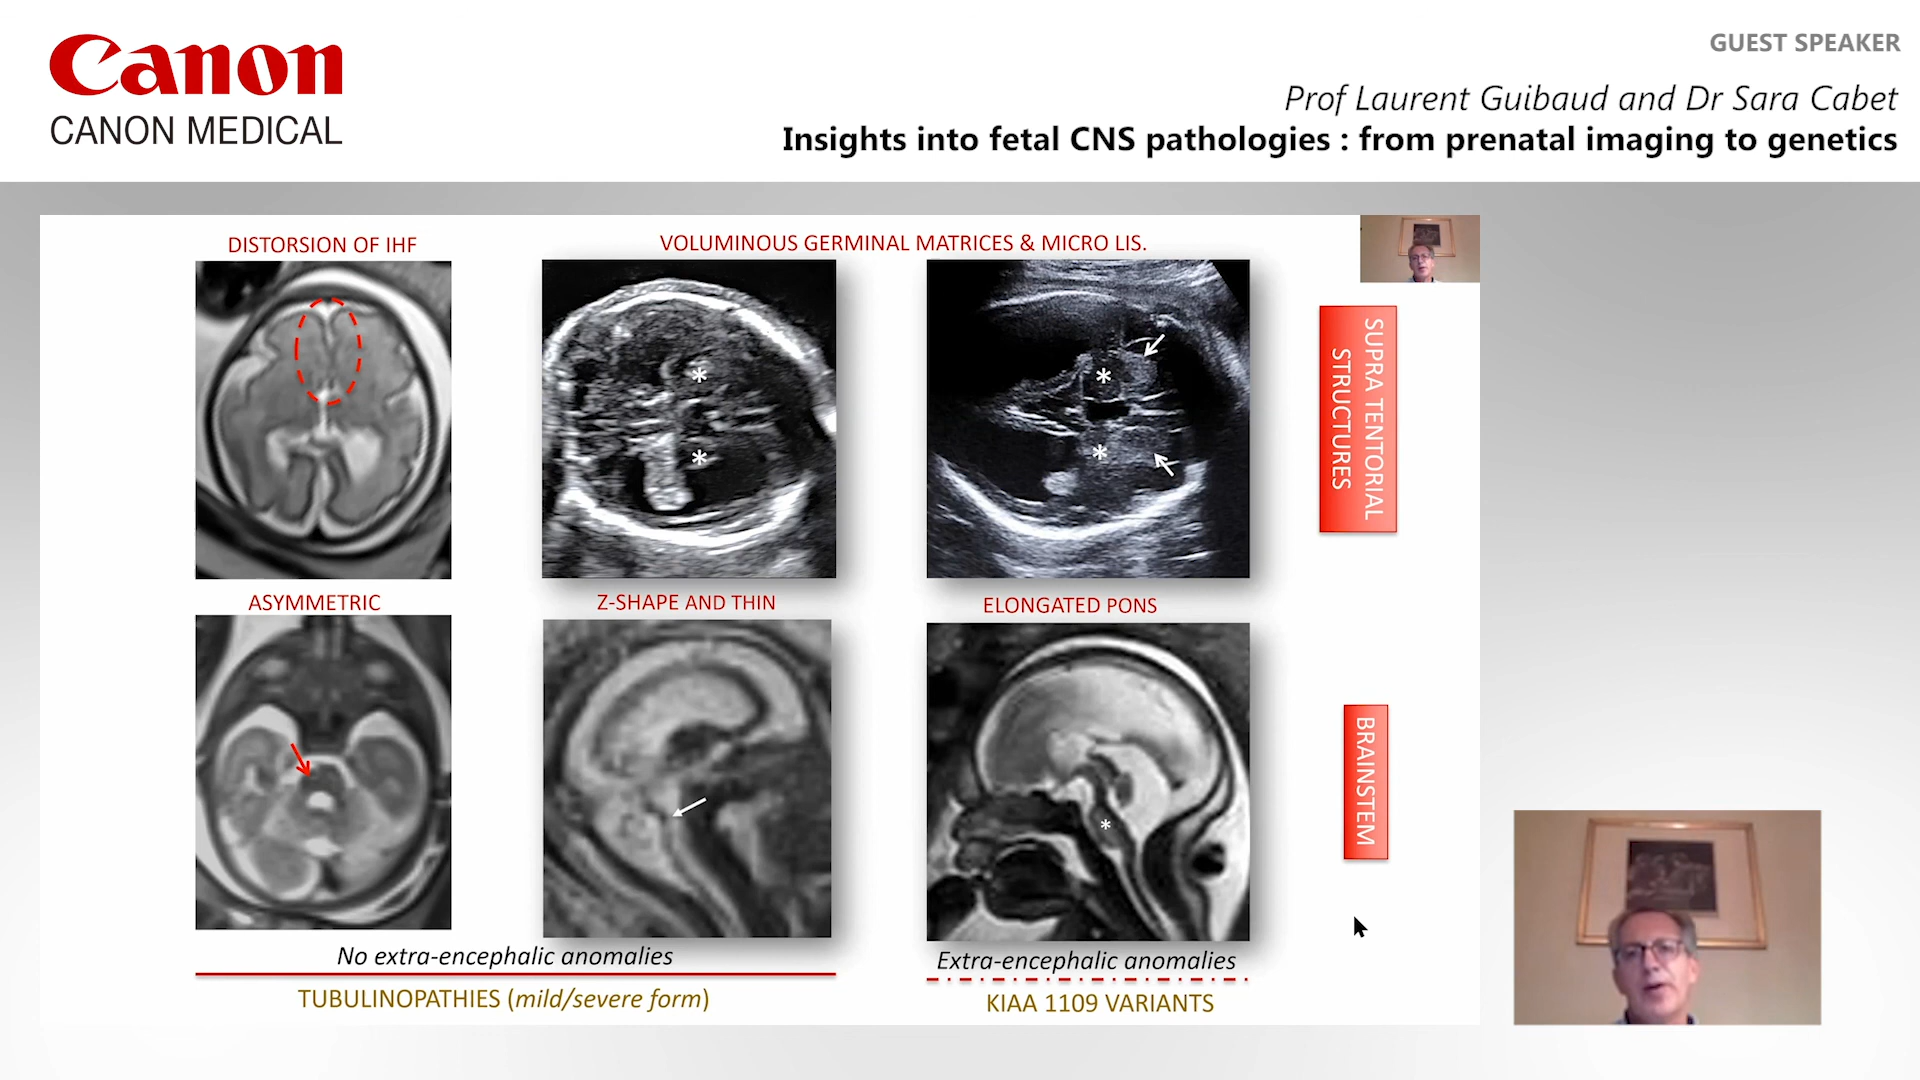 Canon
CANON MEDICAL
GUEST SPEAKER
Prof Laurent Guibaud and Dr Sara Cabet
Insights into fetal CNS pathologies : from prenatal imaging to genetics
DISTORSION OF IHF
VOLUMINOUS GERMINAL MATRICES & MICRO LIS.
*
*
*
*
SUPRA TENTORIAL
STRUCTURES
ASYMMETRIC
Z-SHAPE AND THIN
ELONGATED PONS
*
BRAINSTEM
No extra-encephalic anomalies
Extra-encephalic anomalies
TUBULINOPATHIES (mild/severe form)
KIAA 1109 VARIANTS